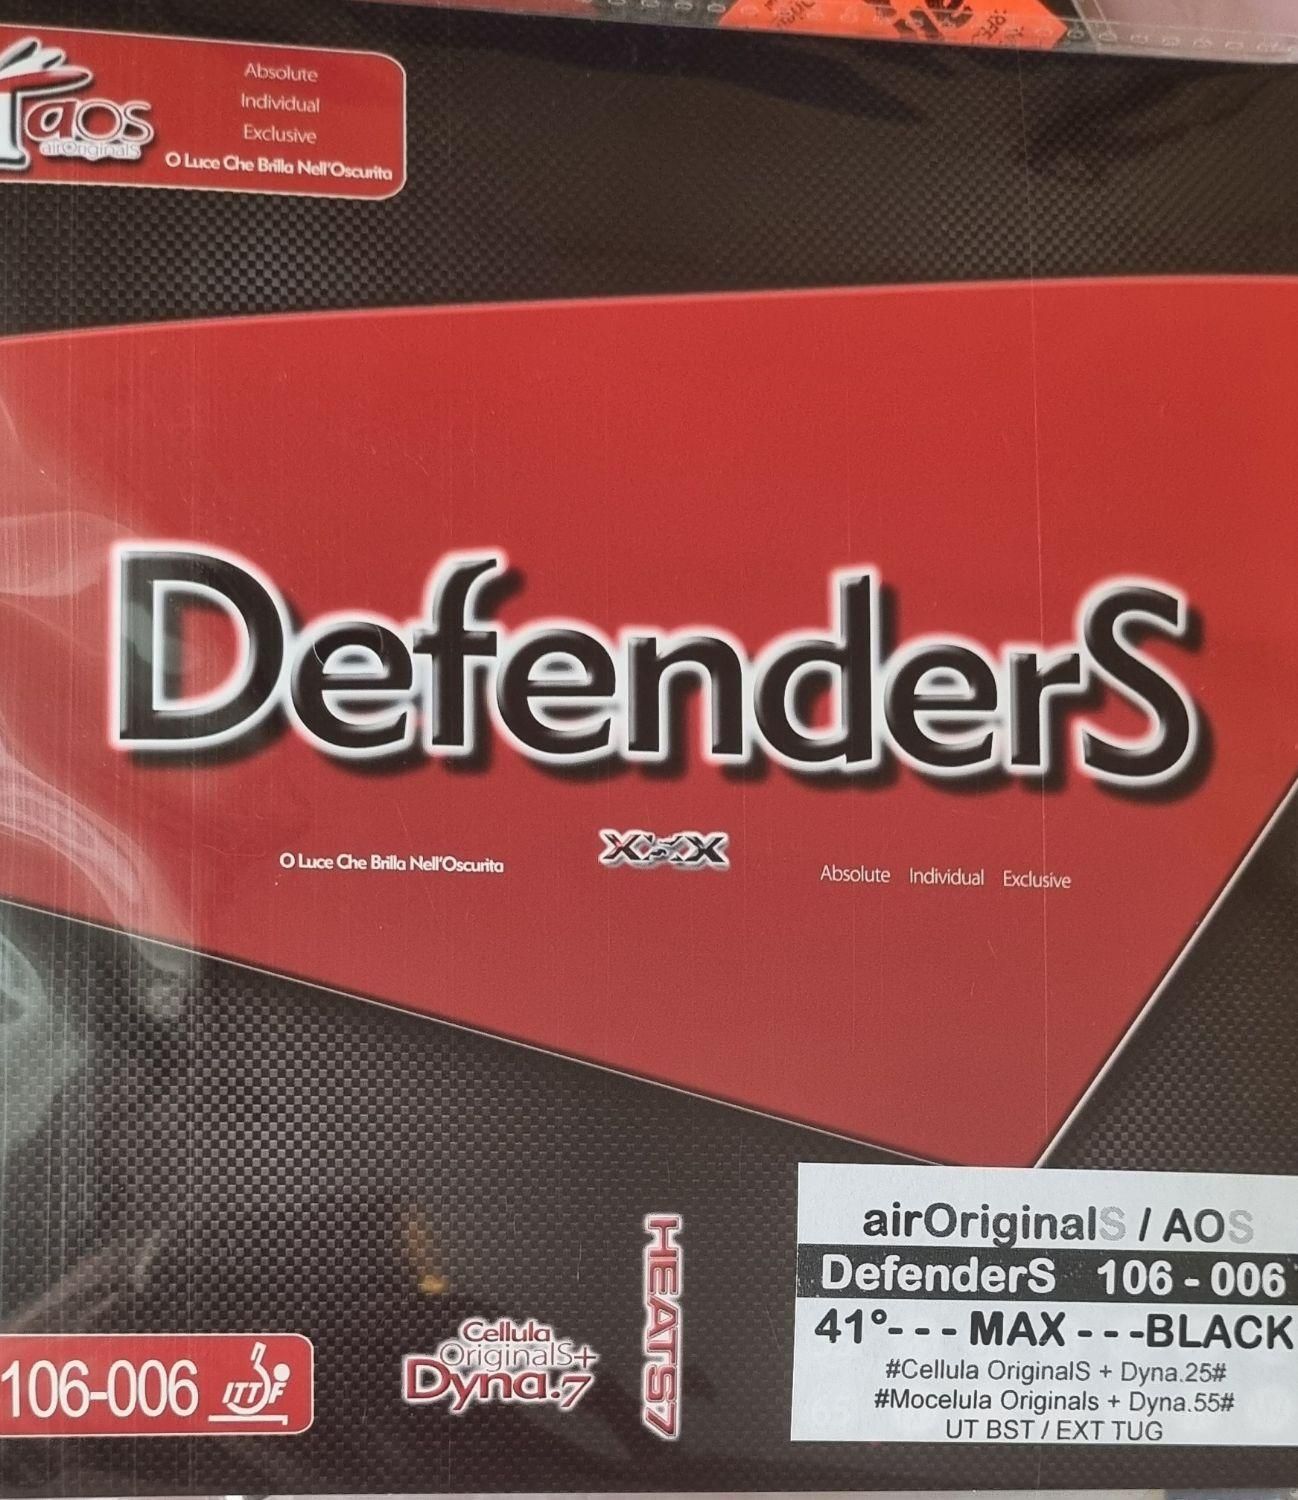 aos
airOriginalS
Absolute
Individual
Exclusive
O Luce Che Brilla Nell'Oscurita
DefenderS
O Luce Che Brilla Nell'Oscurita
XXX
Absolute Individual Exclusive
106-006 ITTF
Cellula
OriginalS+
Dyna.7
HEATS7
airOriginalS / AOS
DefenderS 106 - 006
41°- - - MAX - - -BLACK
#Cellula OriginalS + Dyna.25#
#Mocelula Originals + Dyna.55#
UT BST / EXT TUG